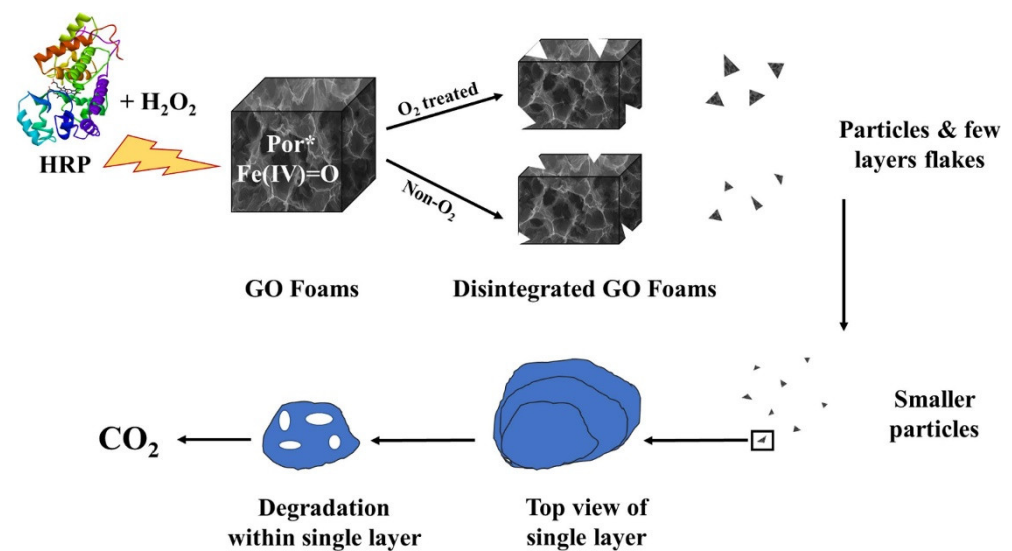 + H₂O₂
HRP
Por*
Fe(IV)=O
O₂ treated
Non-O₂
Particles & few
layers flakes
GO Foams
Disintegrated GO Foams
Smaller
particles
CO₂
Degradation
within single layer
Top view of
single layer